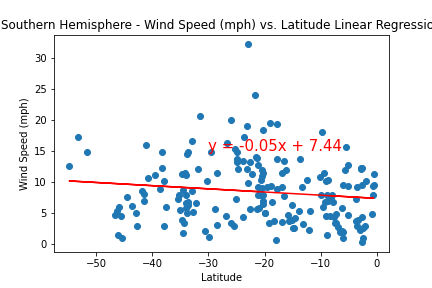 Southern Hemisphere - Wind Speed (mph) vs. Latitude Linear
35
30
25
20
15
10
5
0
Wind Speed (mph)
y = -0.05x + 7.44
−50 −40 −30 −20 −10 0
Latitude